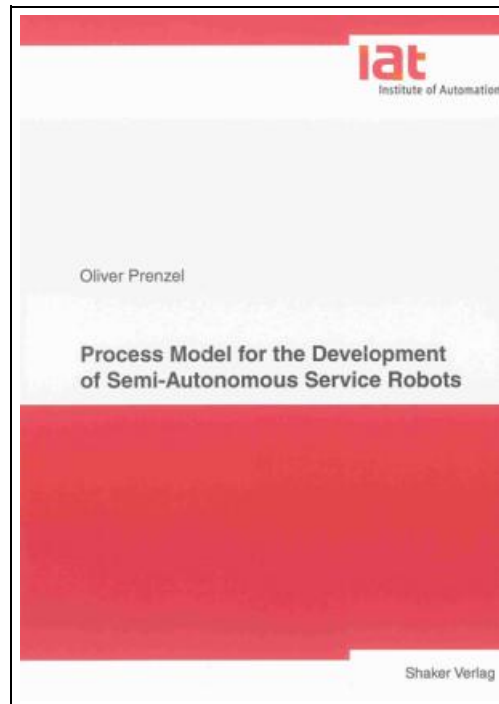 Iat
Institute of Automation
Oliver Prenzel
Process Model for the Development
of Semi-Autonomous Service Robots
Shaker Verlag